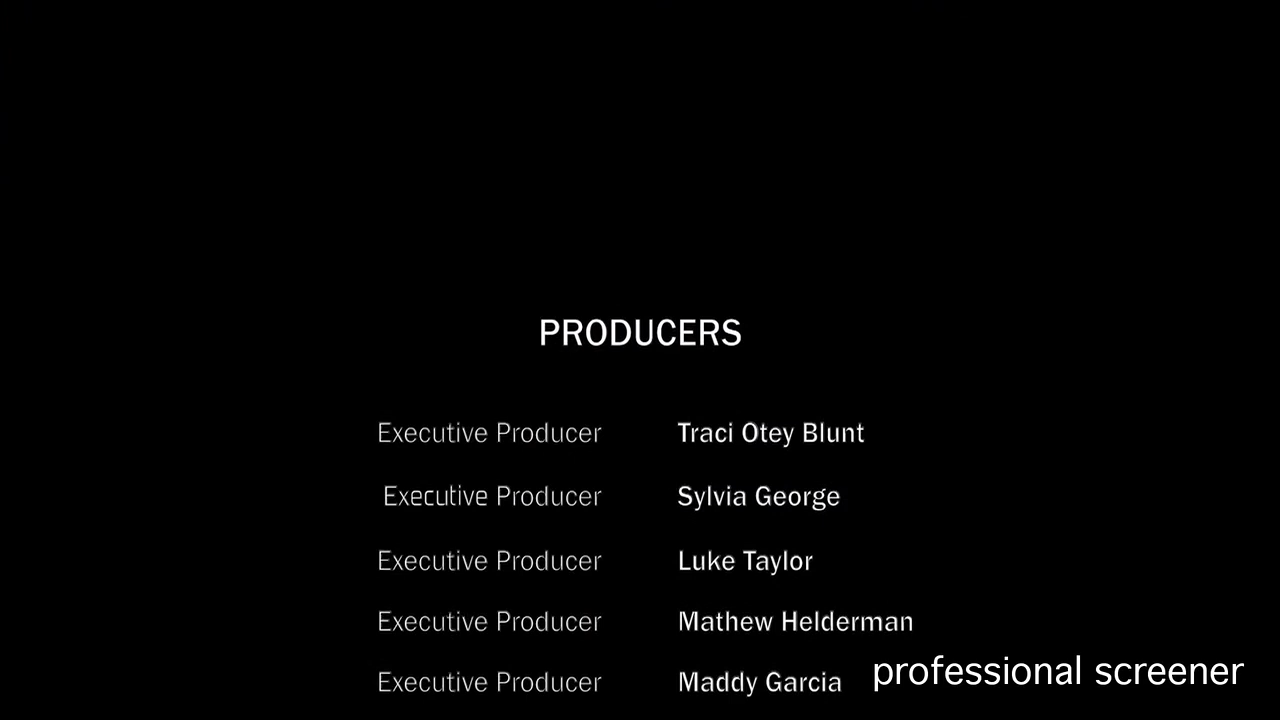 PRODUCERS
Executive Producer Traci Otey Blunt
Executive Producer Sylvia George
Executive Producer Luke Taylor
Executive Producer Mathew Helderman
Executive Producer Maddy Garcia
professional screener